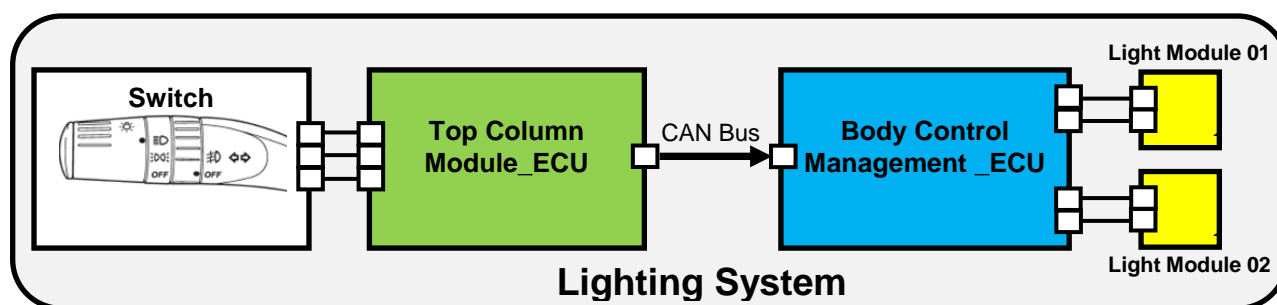 Light Module 01
Switch
OFF
OFF
Top Column
Module_ECU
CAN Bus
Body Control
Management _ECU
Light Module 02
Lighting System